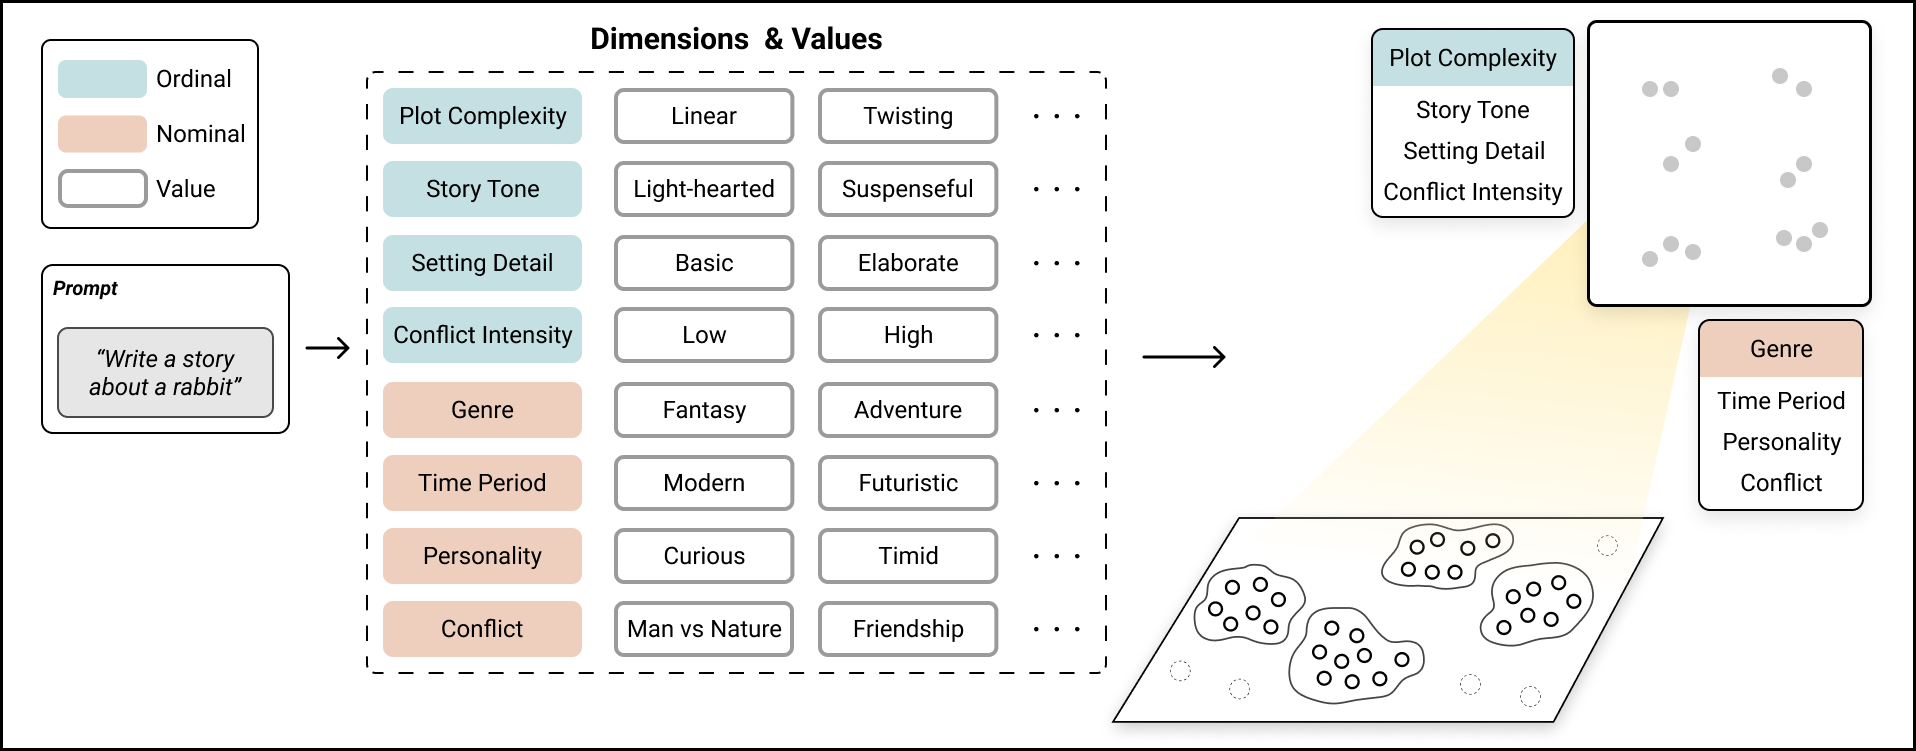 Ordinal
Nominal
Value
Prompt
“Write a story
about a rabbit”
Dimensions & Values
Plot Complexity Linear Twisting . . .
Story Tone Light-hearted Suspenseful . . .
Setting Detail Basic Elaborate . . .
Conflict Intensity Low High . . .
Genre Fantasy Adventure . . .
Time Period Modern Futuristic . . .
Personality Curious Timid . . .
Conflict Man vs Nature Friendship . . .
Plot Complexity
Story Tone
Setting Detail
Conflict Intensity
Genre
Time Period
Personality
Conflict